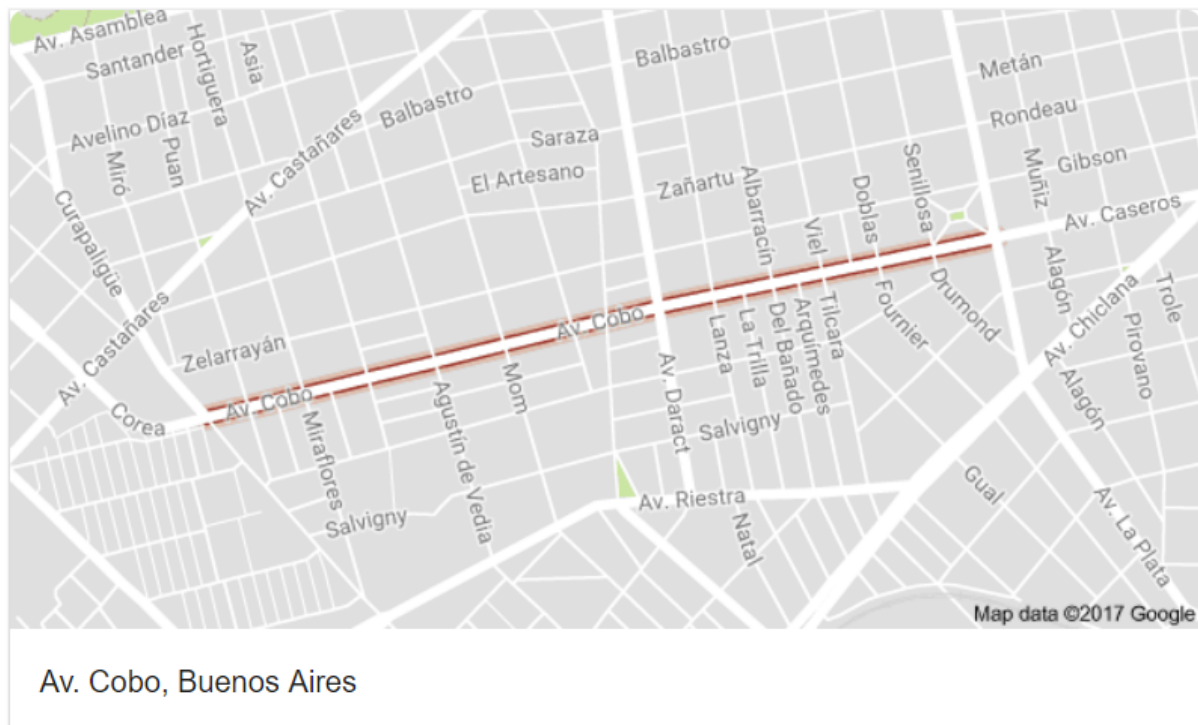 Av. Asamblea
Santander
Hortiguera
Asia
Balbastro
Metán
Avelino Díaz
Miró
Puan
Av. Castañares
Balbastro
Saraza
El Artesano
Rondeau
Gibson
Muñiz
Senillosa
Doblas
Viel
Albarracín
Zañartu
Curapaligüe
Av. Caseros
Av. Castañares
Zelarrayán
Av. Cobo
Av. Cobo
Corea
Miraflores
Agustín de Vedia
Mom
Salvigny
Av. Daract
Lanza
La Trilla
Del Bañado
Arquímedes
Tilcara
Fournier
Drumond
Alagón
Trole
Av. Chiclana
Pirovano
Alagón
Salvigny
Av. Riestra
Natal
Gual
Av. La Plata
Map data ©2017 Google
Av. Cobo, Buenos Aires